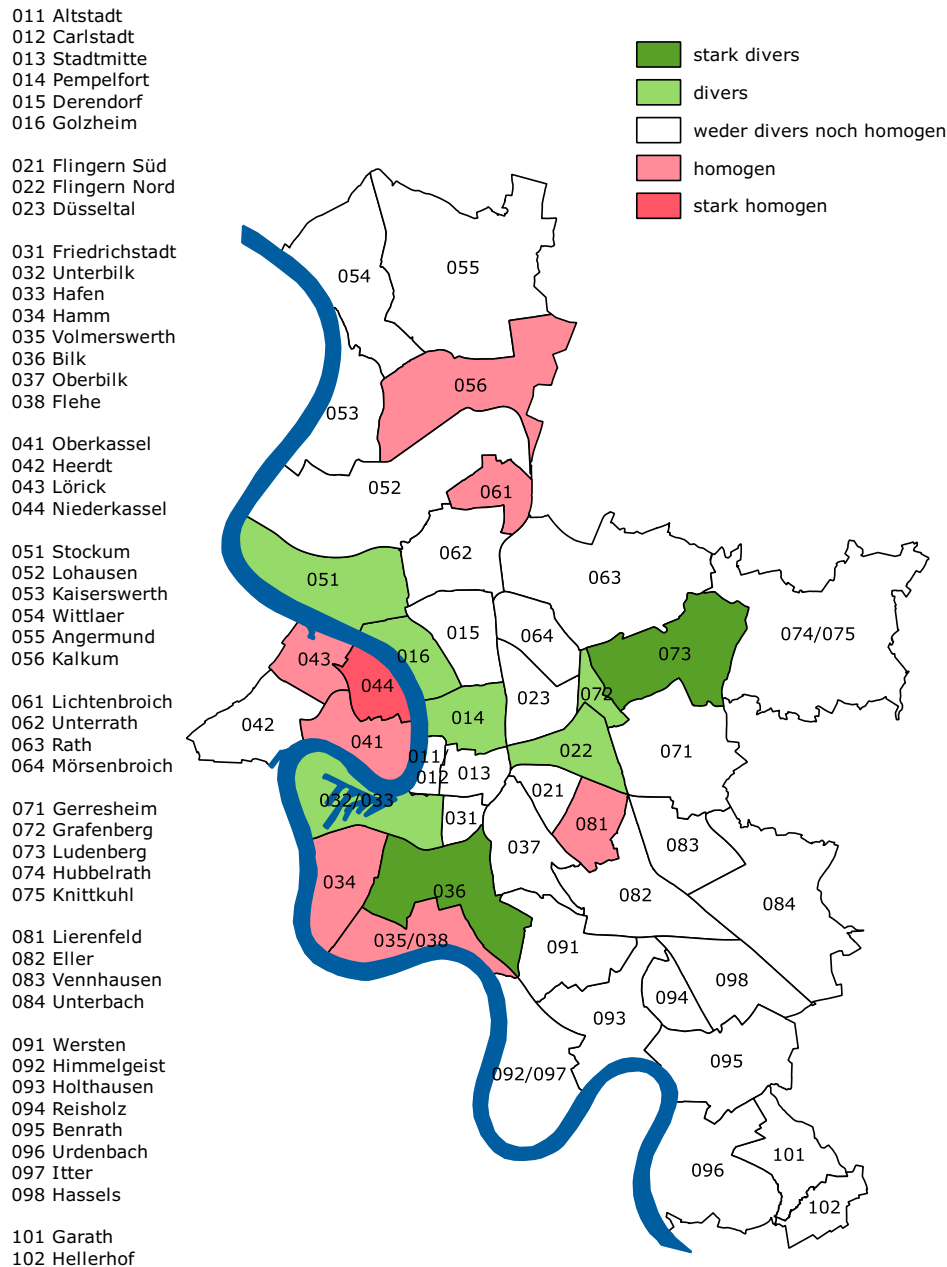 011 Altstadt
012 Carlstadt
013 Stadtmitte
014 Pempelfort
015 Derendorf
016 Golzheim
021 Flingern Süd
022 Flingern Nord
023 Düsseltal
031 Friedrichstadt
032 Unterbilk
033 Hafen
034 Hamm
035 Volmerswerth
036 Bilk
037 Oberbilk
038 Flehe
041 Oberkassel
042 Heerdt
043 Lörick
044 Niederkassel
051 Stockum
052 Lohausen
053 Kaiserswerth
054 Wittlaer
055 Angermund
056 Kalkum
061 Lichtenbroich
062 Unterrath
063 Rath
064 Mörsenbroich
071 Gerresheim
072 Grafenberg
073 Ludenberg
074 Hubbelrath
075 Knittkuhl
081 Lierenfeld
082 Eller
083 Vennhausen
084 Unterbach
091 Wersten
092 Himmelgeist
093 Holthausen
094 Reisholz
095 Benrath
096 Urdenbach
097 Itter
098 Hassels
101 Garath
102 Hellerhof
stark divers
divers
weder divers noch homogen
homogen
stark homogen
054
055
056
053
052
061
062
063
051
015
064
074/075
016
043
073
044
072
023
014
042
041
022
071
011/
012
013
021
032/033
031
081
037
083
034
036
082
084
035/038
091
098
094
093
095
092/097
101
096
102